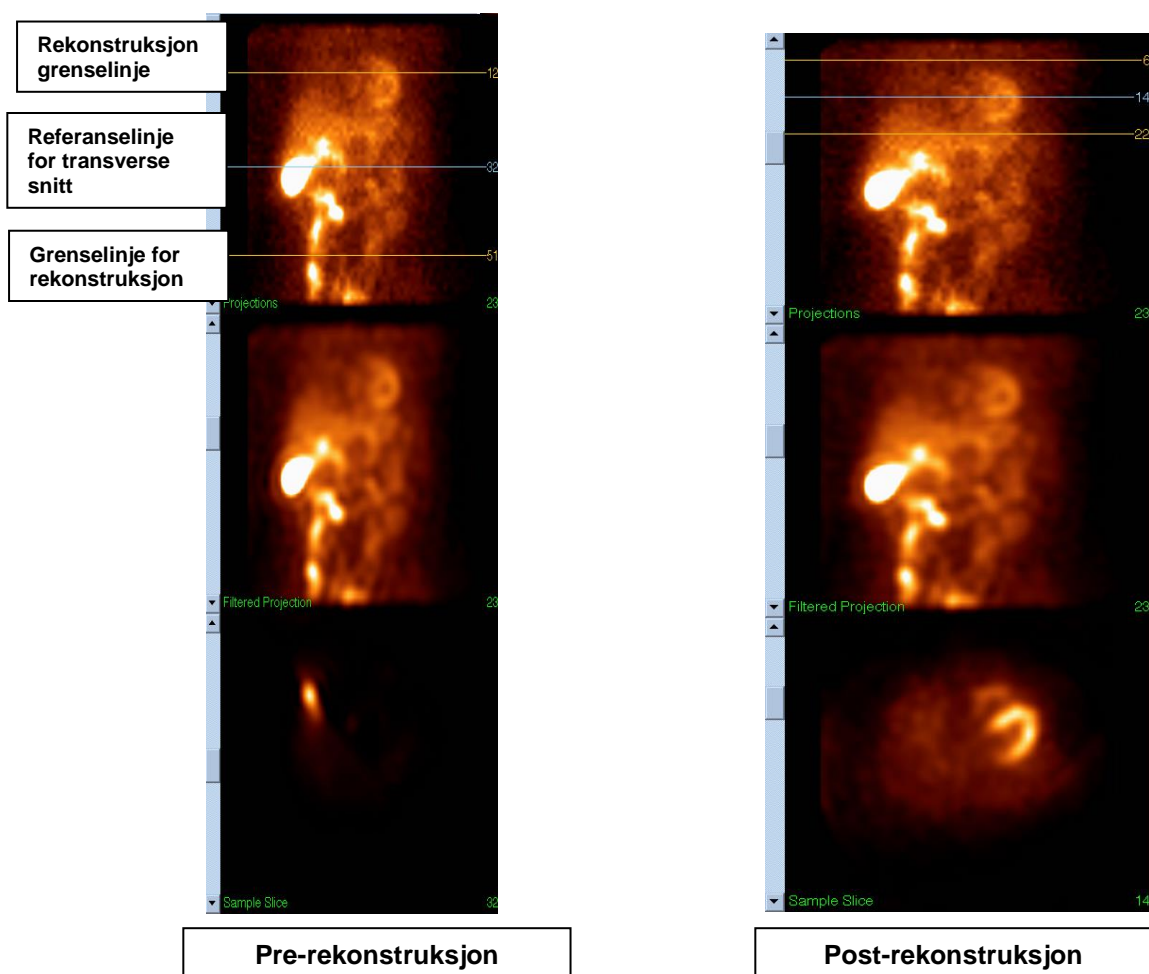 Rekonstruksjon
grenselinje
12
Referanselinje
for transverse
snitt
32
Grenselinje for
rekonstruksjon
51
Projections
23
Filtered Projection
23
Sample Slice
32
Pre-rekonstruksjon
6
14
22
Projections
23
Filtered Projection
23
Sample Slice
14
Post-rekonstruksjon